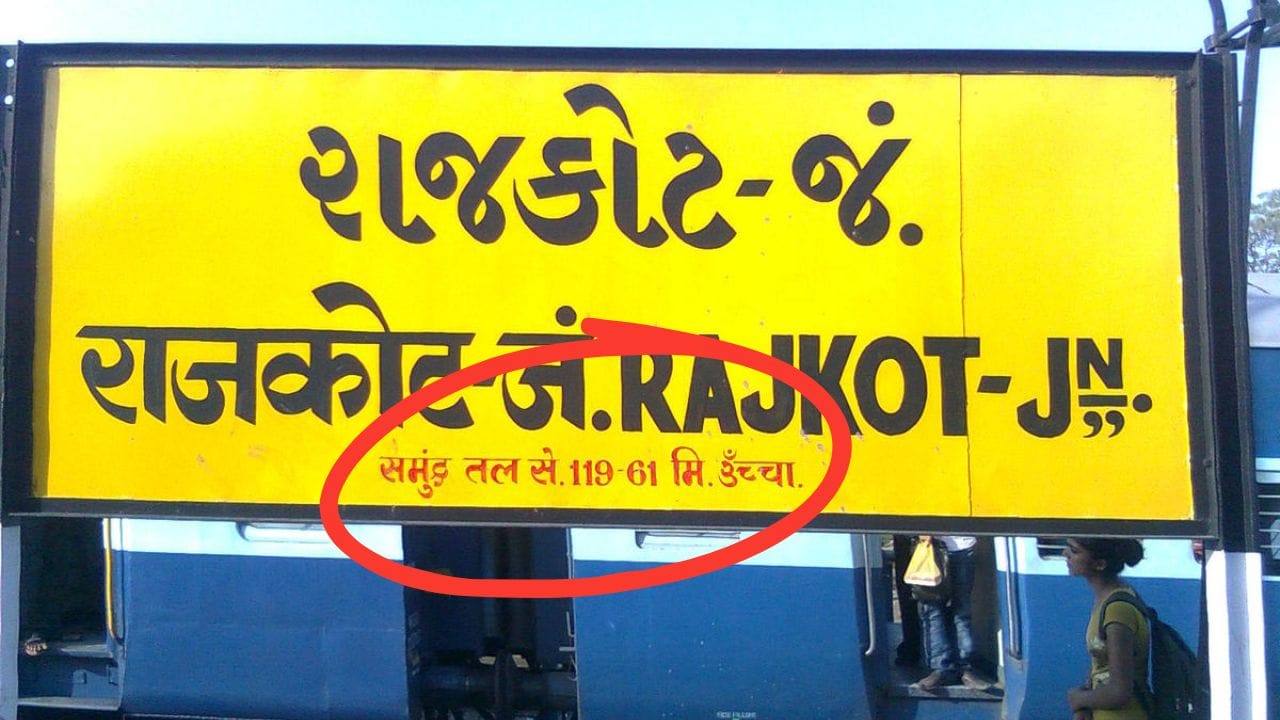 રાજકોટ-જં.
राजकोट-जं. RAJKOT-JN.
समुंद्र तल से. 119-61 मि. उँच्चा.